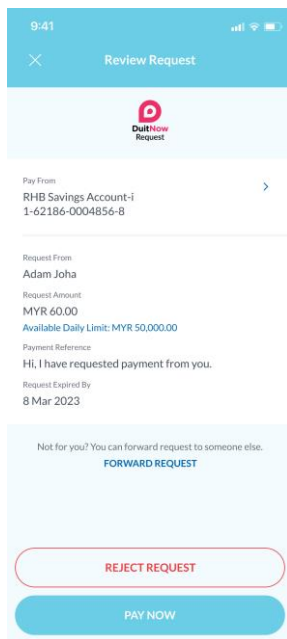 9:41
Review Request
DuitNow
Request
Pay From
RHB Savings Account-i
1-62186-0004856-8
Request From
Adam Joha
Request Amount
MYR 60.00
Available Daily Limit: MYR 50,000.00
Payment Reference
Hi, I have requested payment from you.
Request Expired By
8 Mar 2023
Not for you? You can forward request to someone else.
FORWARD REQUEST
REJECT REQUEST
PAY NOW